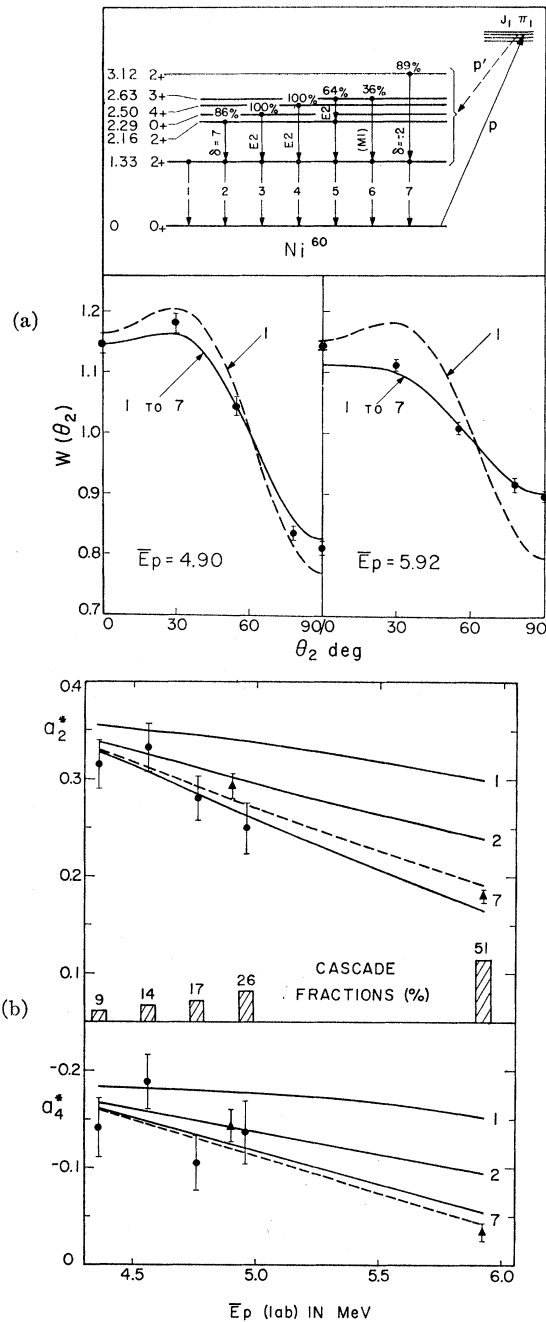 (a)
J₁ π₁
3.12 2+
89%
2.63 3+
2.50 4+
2.29 0+
2.16 2+
1.33 2+
0 0+
86%
100%
100%
64%
36%
δ=7
E2
E2
E2
(M1)
δ=-2
p'
p
1 2 3 4 5 6 7
Ni⁶⁰
W(θ₂)
1.2
1.1
1.0
0.9
0.8
0.7
1
1 TO 7
E̅p = 4.90
1
1 TO 7
E̅p = 5.92
0 30 60 90/0 30 60 90
θ₂ deg
(b)
a₂*
0.4
0.3
0.2
0.1
1
2
7
9
14
17
26
51
CASCADE
FRACTIONS (%)
a₄*
-0.2
-0.1
0
1
2
7
4.5 5.0 5.5 6.0
E̅p (lab) IN MeV